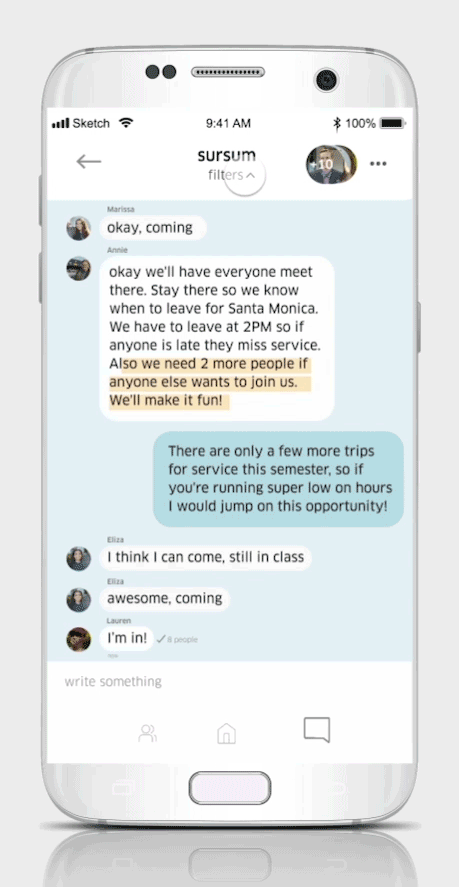 Sketch 9:41 AM 100%
sursum
filters
+10
Marissa
okay, coming
Annie
okay we'll have everyone meet
there. Stay there so we know
when to leave for Santa Monica.
We have to leave at 2PM so if
anyone is late they miss service.
Also we need 2 more people if
anyone else wants to join us.
We'll make it fun!
There are only a few more trips
for service this semester, so if
you're running super low on hours
I would jump on this opportunity!
Eliza
I think I can come, still in class
Eliza
awesome, coming
Lauren
I'm in! 8 people
now
write something